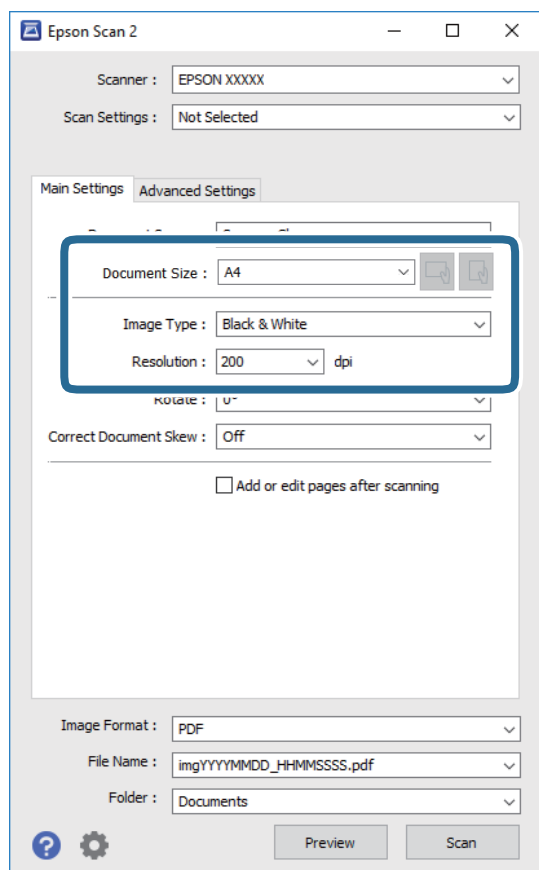 Epson Scan 2
Scanner : EPSON XXXXX
Scan Settings : Not Selected
Main Settings Advanced Settings
Document Size : A4
Image Type : Black & White
Resolution : 200 dpi
Rotate : 0°
Correct Document Skew : Off
Add or edit pages after scanning
Image Format : PDF
File Name : imgYYYYMMDD_HHMMSSSS.pdf
Folder : Documents
? Preview Scan